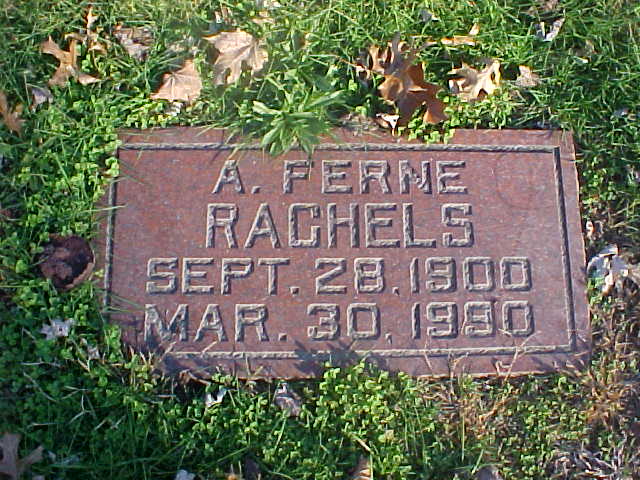 A. FERNE
RACHELS
SEPT. 28, 1900
MAR. 30, 1990